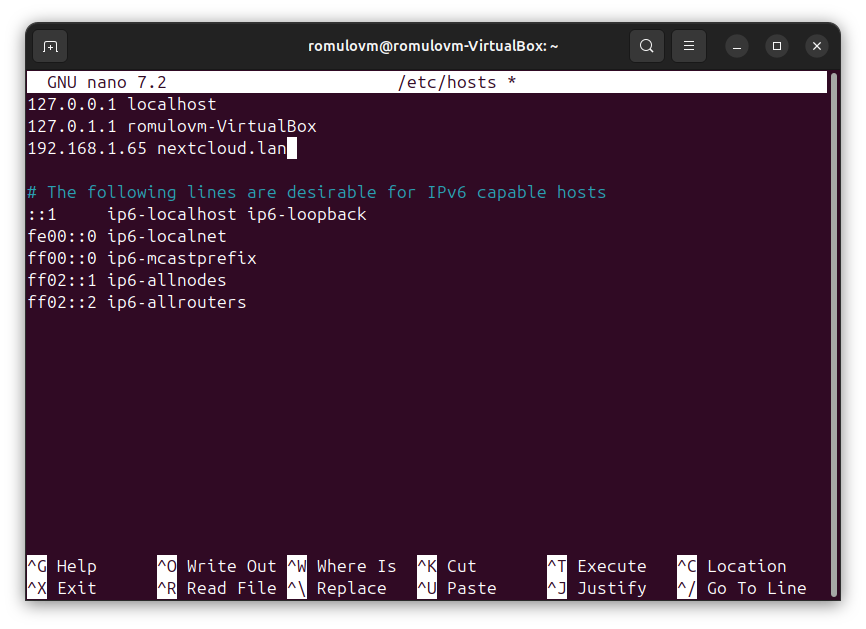 romulovm@romulovm-VirtualBox: ~
GNU nano 7.2 /etc/hosts *
127.0.0.1 localhost
127.0.1.1 romulovm-VirtualBox
192.168.1.65 nextcloud.lan
# The following lines are desirable for IPv6 capable hosts
::1     ip6-localhost ip6-loopback
fe00::0 ip6-localnet
ff00::0 ip6-mcastprefix
ff02::1 ip6-allnodes
ff02::2 ip6-allrouters
^G Help ^O Write Out ^W Where Is ^K Cut ^T Execute ^C Location
^X Exit ^R Read File ^\ Replace ^U Paste ^J Justify ^/ Go To Line